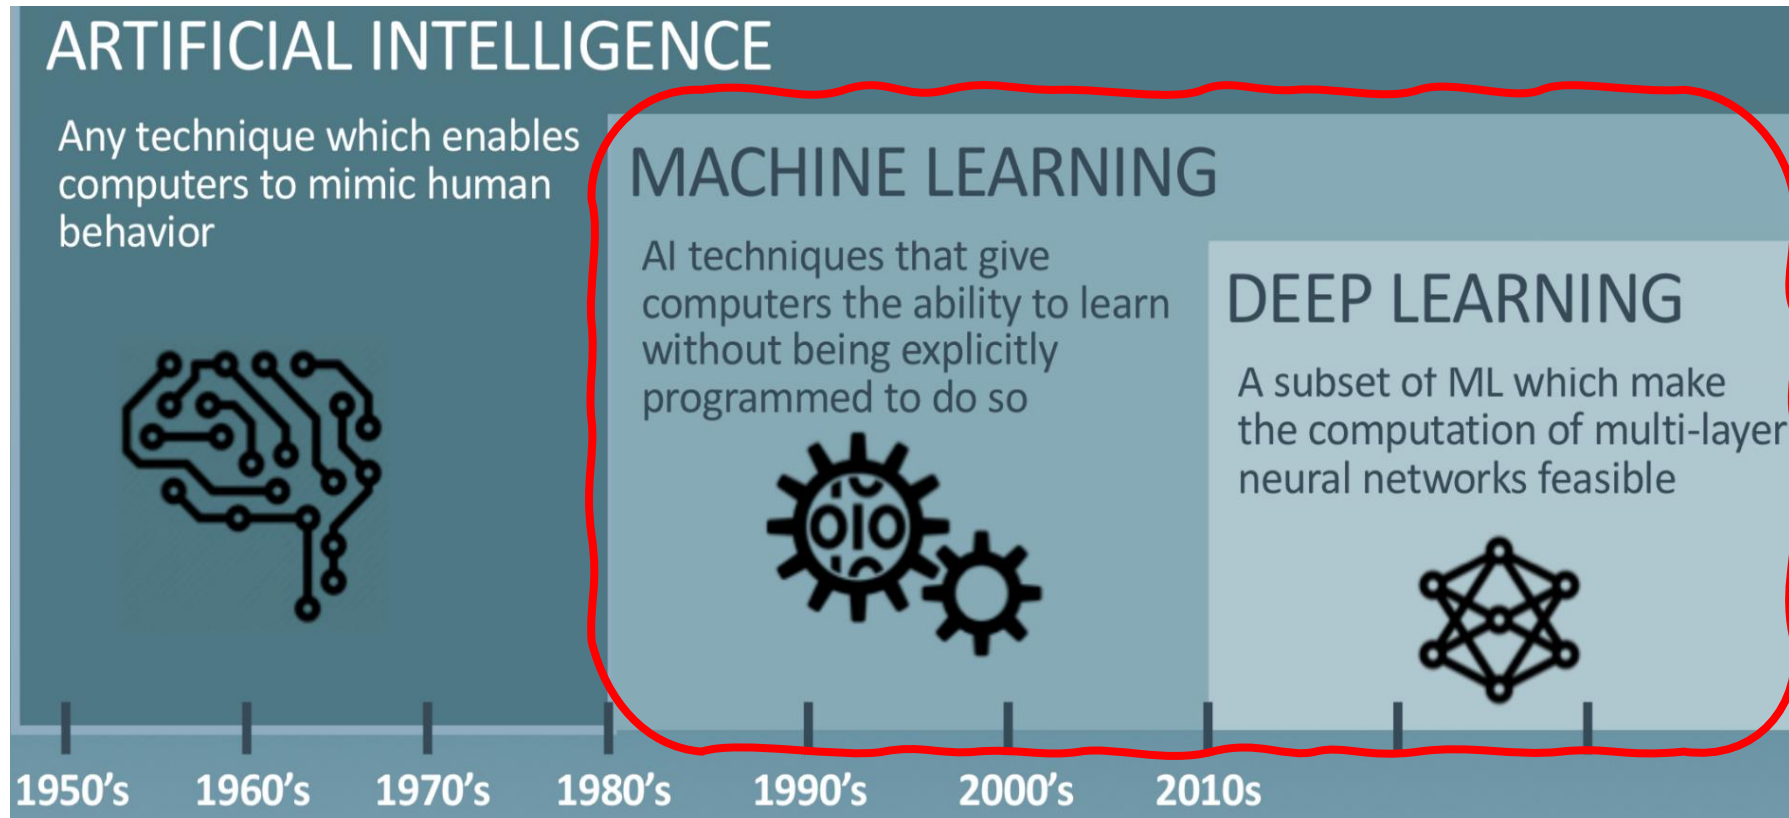 ARTIFICIAL INTELLIGENCE
Any technique which enables
computers to mimic human
behavior
MACHINE LEARNING
AI techniques that give
computers the ability to learn
without being explicitly
programmed to do so
OIO
DEEP LEARNING
A subset of ML which make
the computation of multi-layer
neural networks feasible
1950's 1960's 1970's 1980's 1990's 2000's 2010s